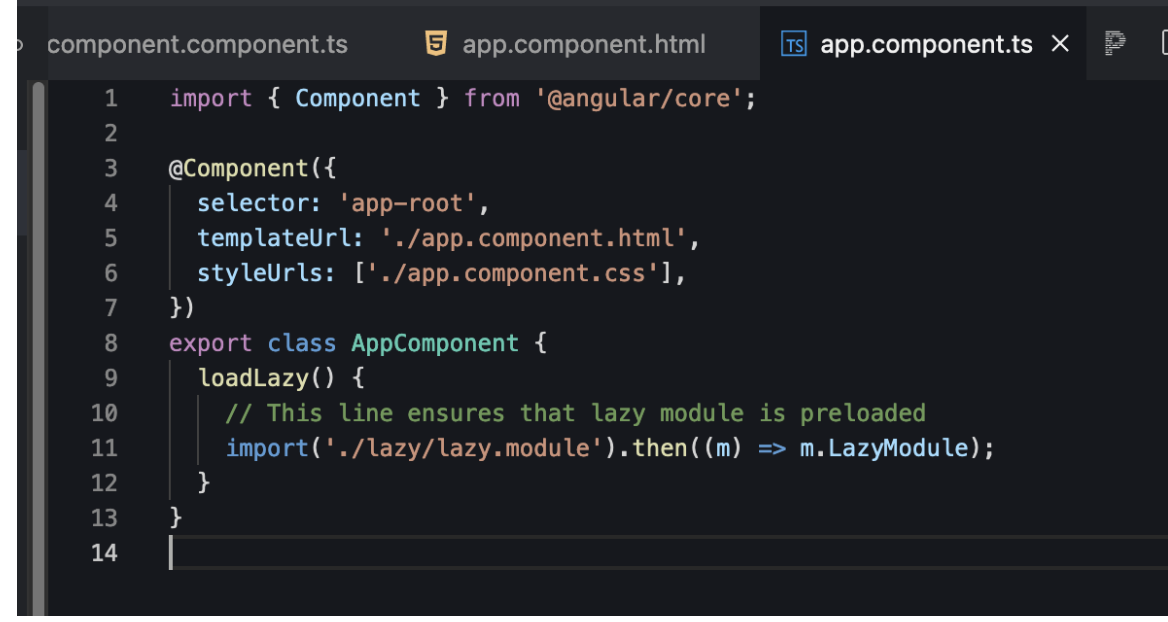 component.component.ts app.component.html TS app.component.ts ×
1 import { Component } from '@angular/core';
2
3 @Component({
4   selector: 'app-root',
5   templateUrl: './app.component.html',
6   styleUrls: ['./app.component.css'],
7 })
8 export class AppComponent {
9   loadLazy() {
10     // This line ensures that lazy module is preloaded
11     import('./lazy/lazy.module').then((m) => m.LazyModule);
12   }
13 }
14